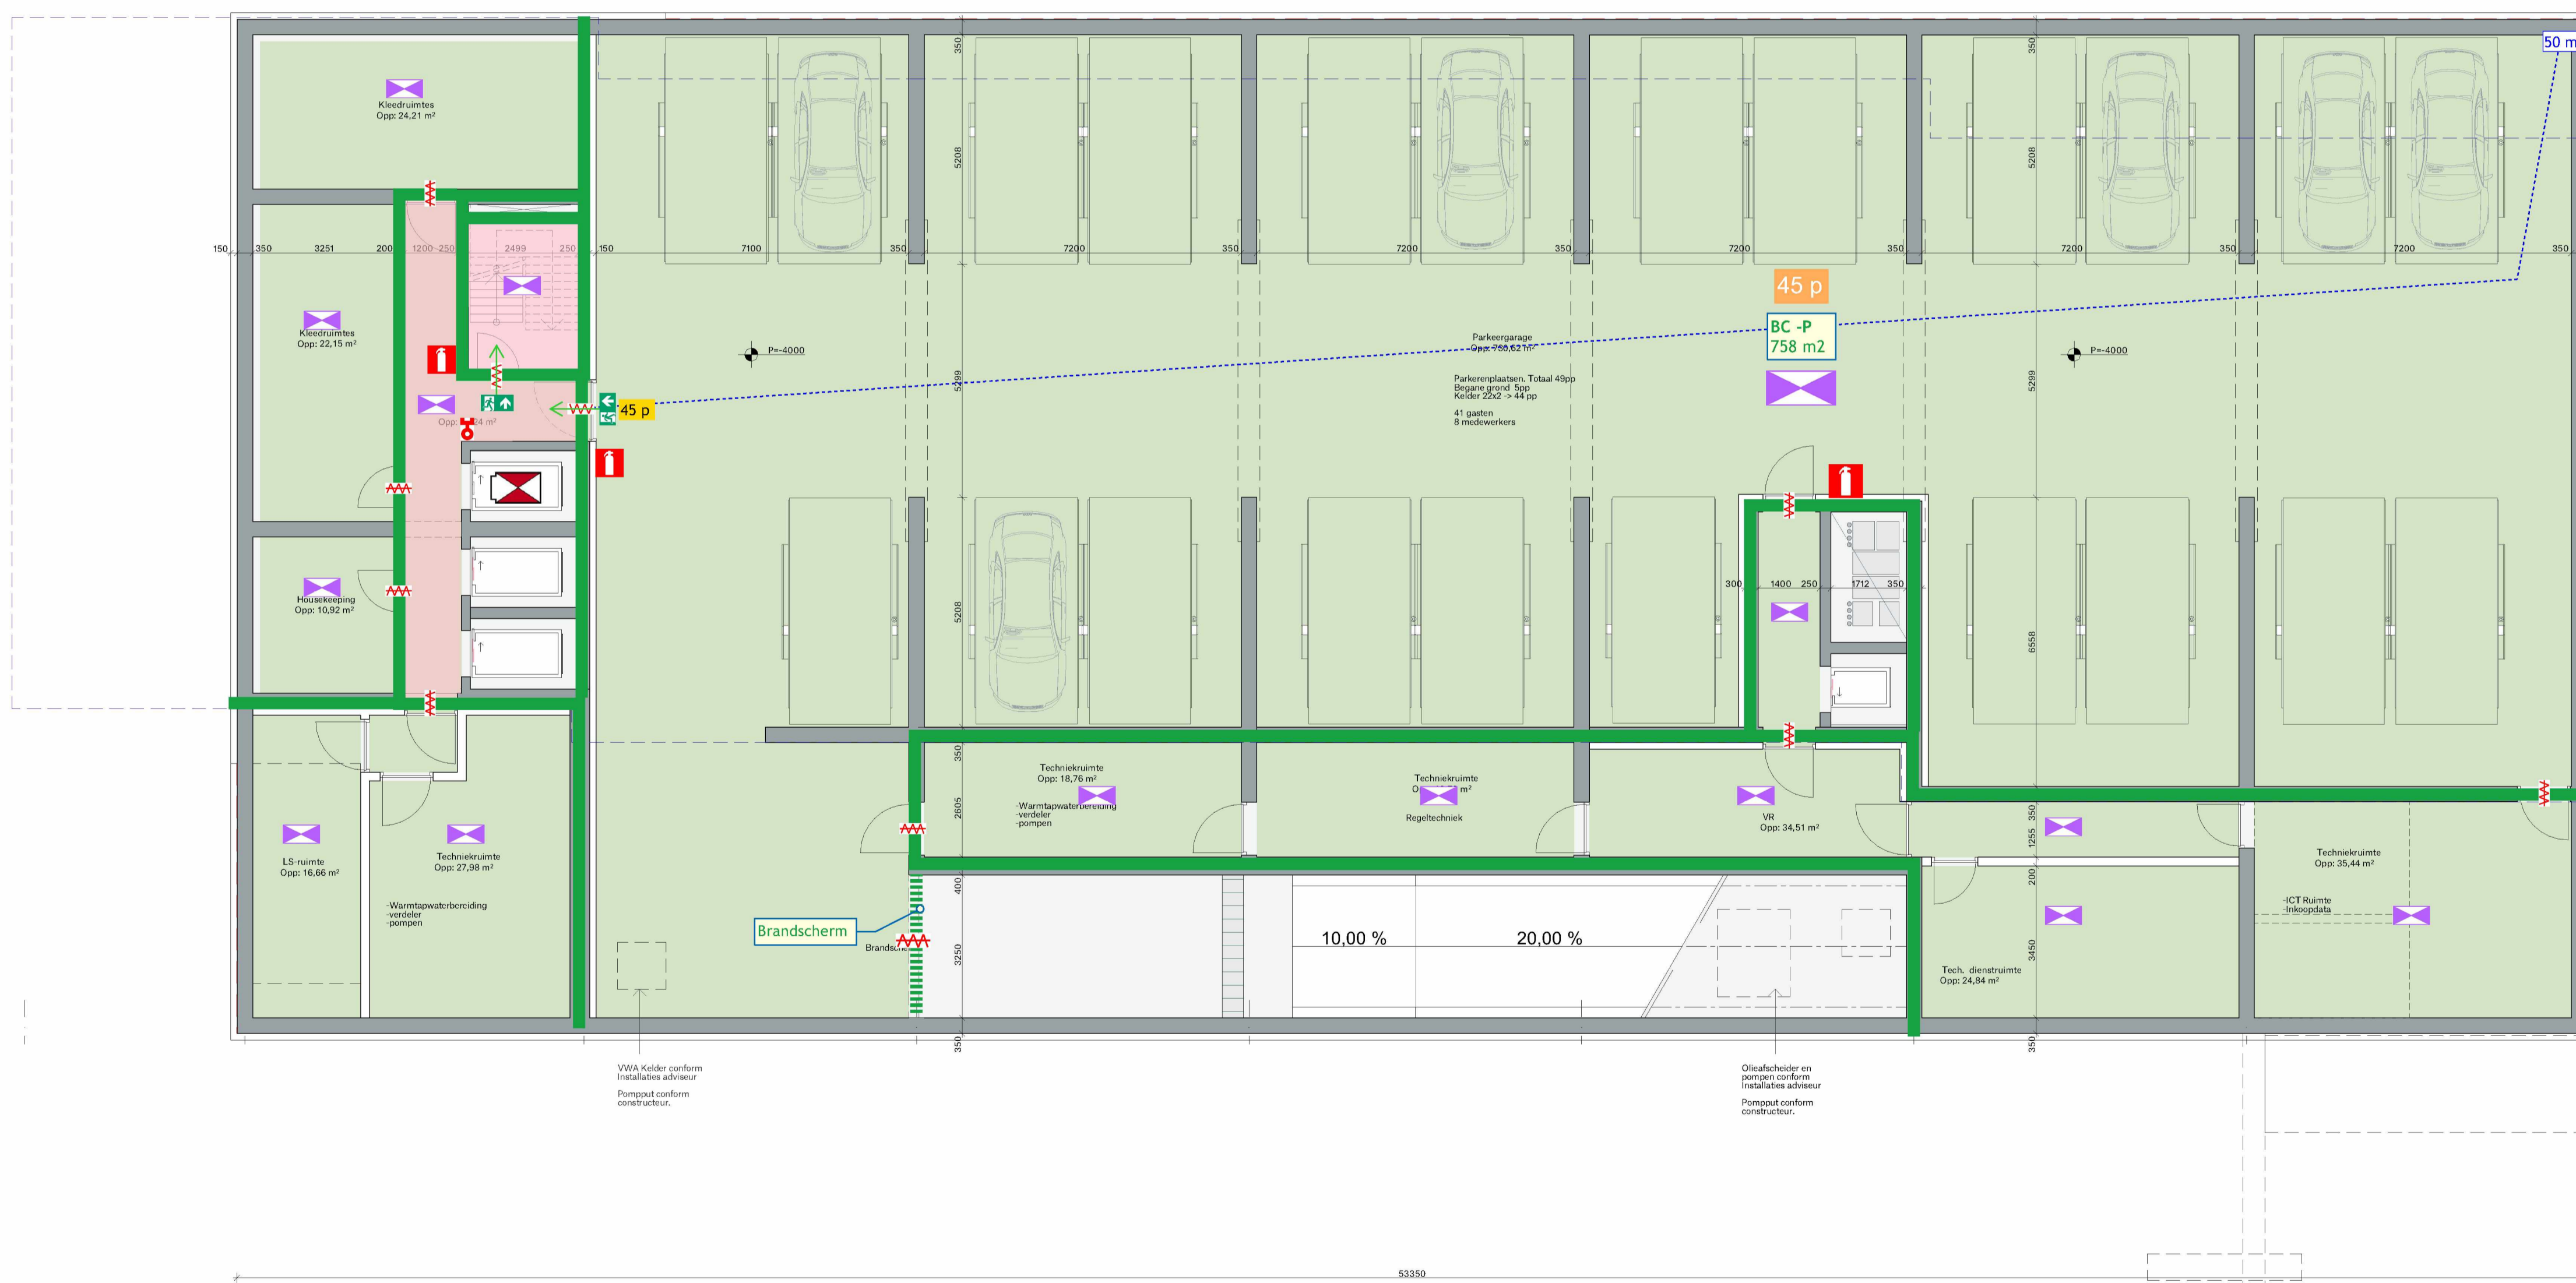 50 m
Kleedruimtes
Opp: 24,21 m²
350
350
5208
5208
150
350
3251
200
1200
250
2499
250
150
7100
350
7200
350
7200
350
7200
350
7200
350
7200
350
45 p
BC -P
758 m2
Kleedruimtes
Opp: 22,15 m²
P=-4000
P=-4000
Parkeergarage
Parkerenplaatsen. Totaal 49pp
Begane grond 5pp
Kelder 22x2 -> 44 pp
41 gasten
8 medewerkers
5299
5299
45 p
Opp:
Housekeeping
Opp: 10,92 m²
300
1400
250
1712
350
5208
6558
350
2605
Techniekruimte
Opp: 18,76 m²
-Warmtapwaterbereiding
-verdeler
-pompen
Techniekruimte
Regeltechniek
VR
Opp: 34,51 m²
350
1255
200
Techniekruimte
Opp: 35,44 m²
-ICT Ruimte
-Inkoopdata
LS-ruimte
Opp: 16,66 m²
Techniekruimte
Opp: 27,98 m²
-Warmtapwaterbereiding
-verdeler
-pompen
400
Brandscherm
3250
10,00 %
20,00 %
3450
Tech. dienstruimte
Opp: 24,84 m²
350
350
VWA Kelder conform
Installaties adviseur
Pompput conform
constructeur.
Olieafscheider en
pompen conform
Installaties adviseur
Pompput conform
constructeur.
53350